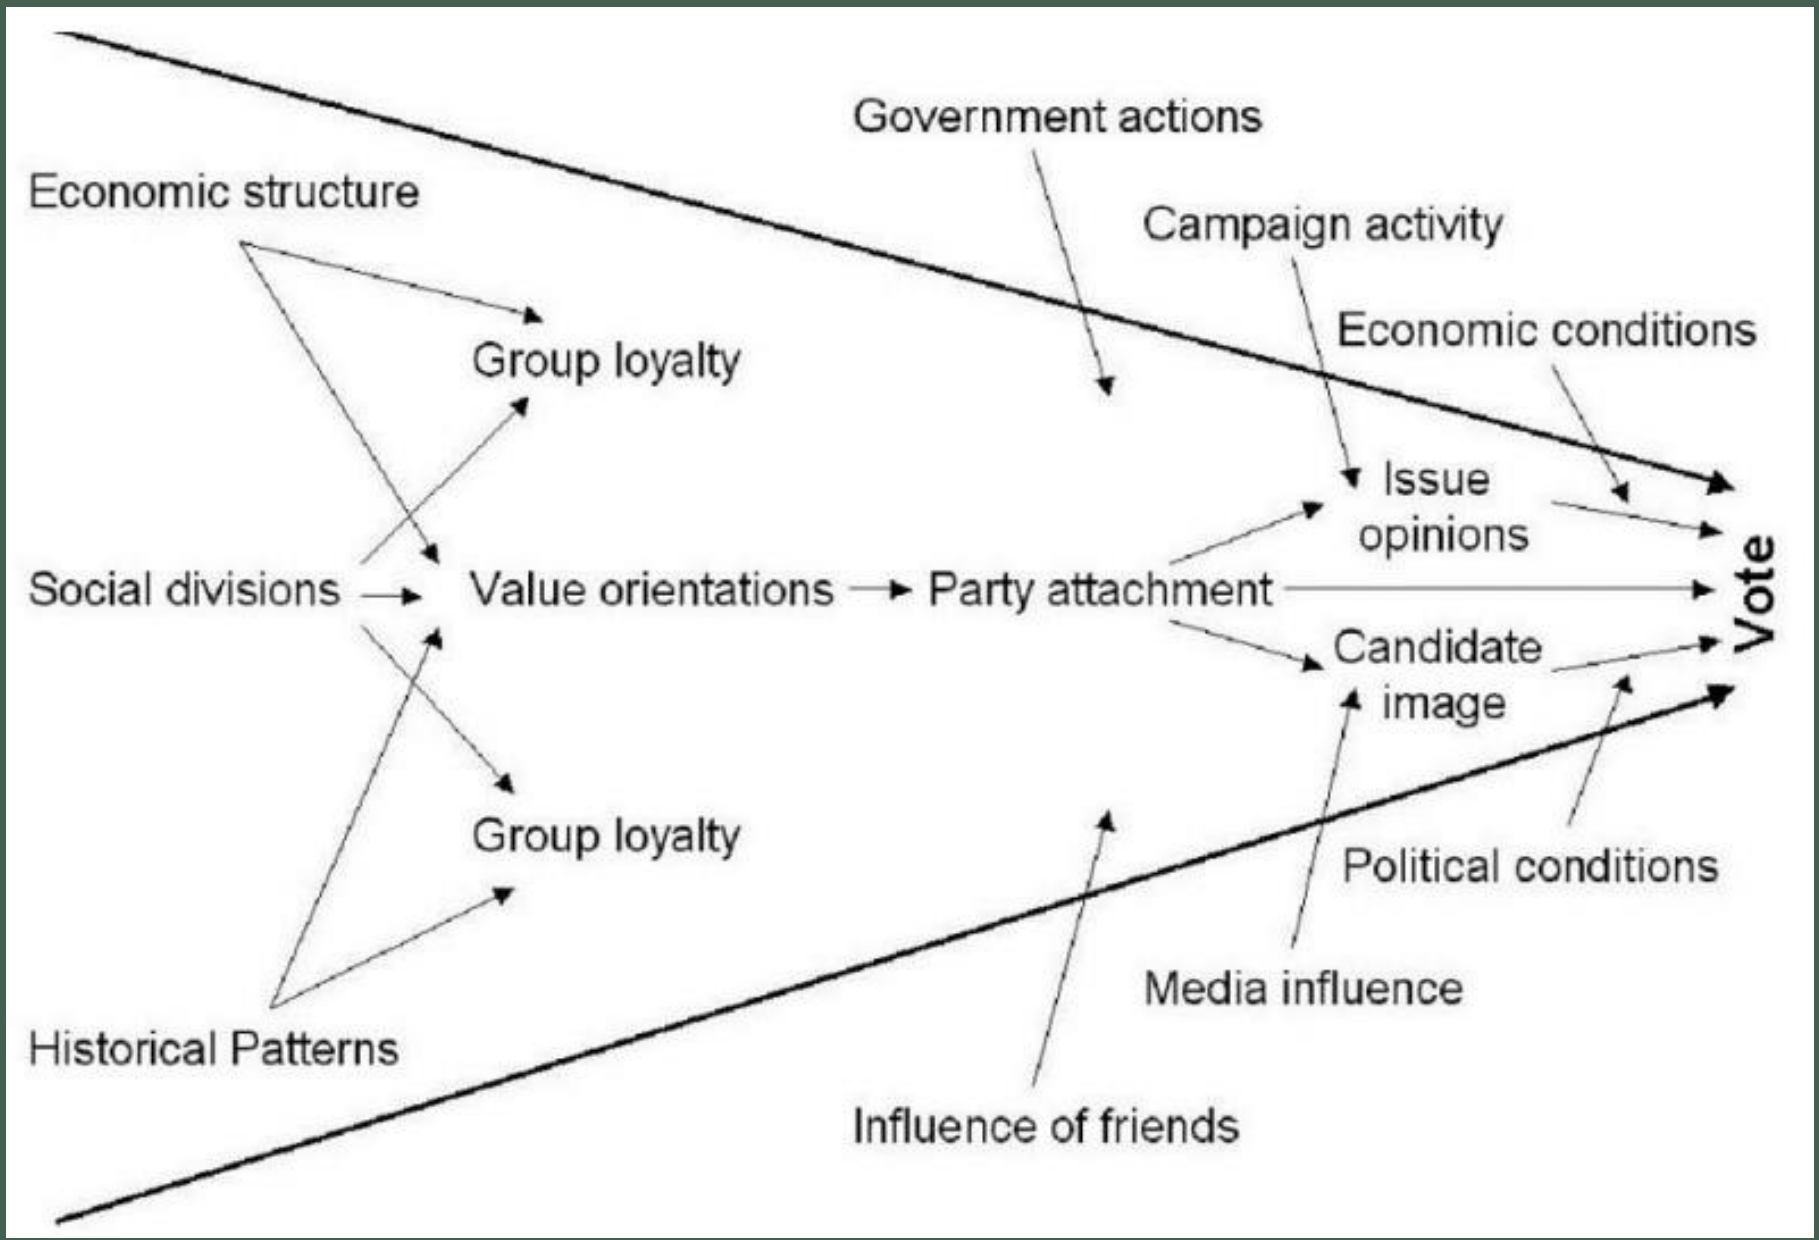 Government actions
Economic structure
Campaign activity
Economic conditions
Group loyalty
Issue
opinions
Social divisions
Value orientations
Party attachment
Vote
Candidate
image
Group loyalty
Political conditions
Media influence
Historical Patterns
Influence of friends